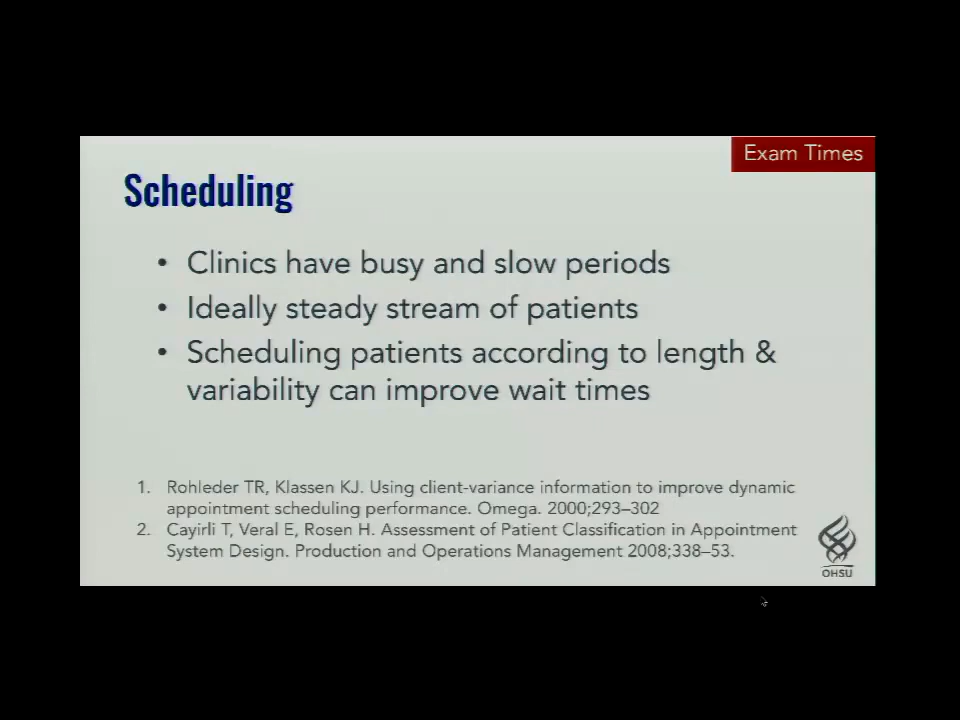 Exam Times
Scheduling
• Clinics have busy and slow periods
• Ideally steady stream of patients
• Scheduling patients according to length &
variability can improve wait times
1. Rohleder TR, Klassen KJ. Using client-variance information to improve dynamic
appointment scheduling performance. Omega. 2000;293–302
2. Cayirli T, Veral E, Rosen H. Assessment of Patient Classification in Appointment
System Design. Production and Operations Management 2008;338–53.
OHSU